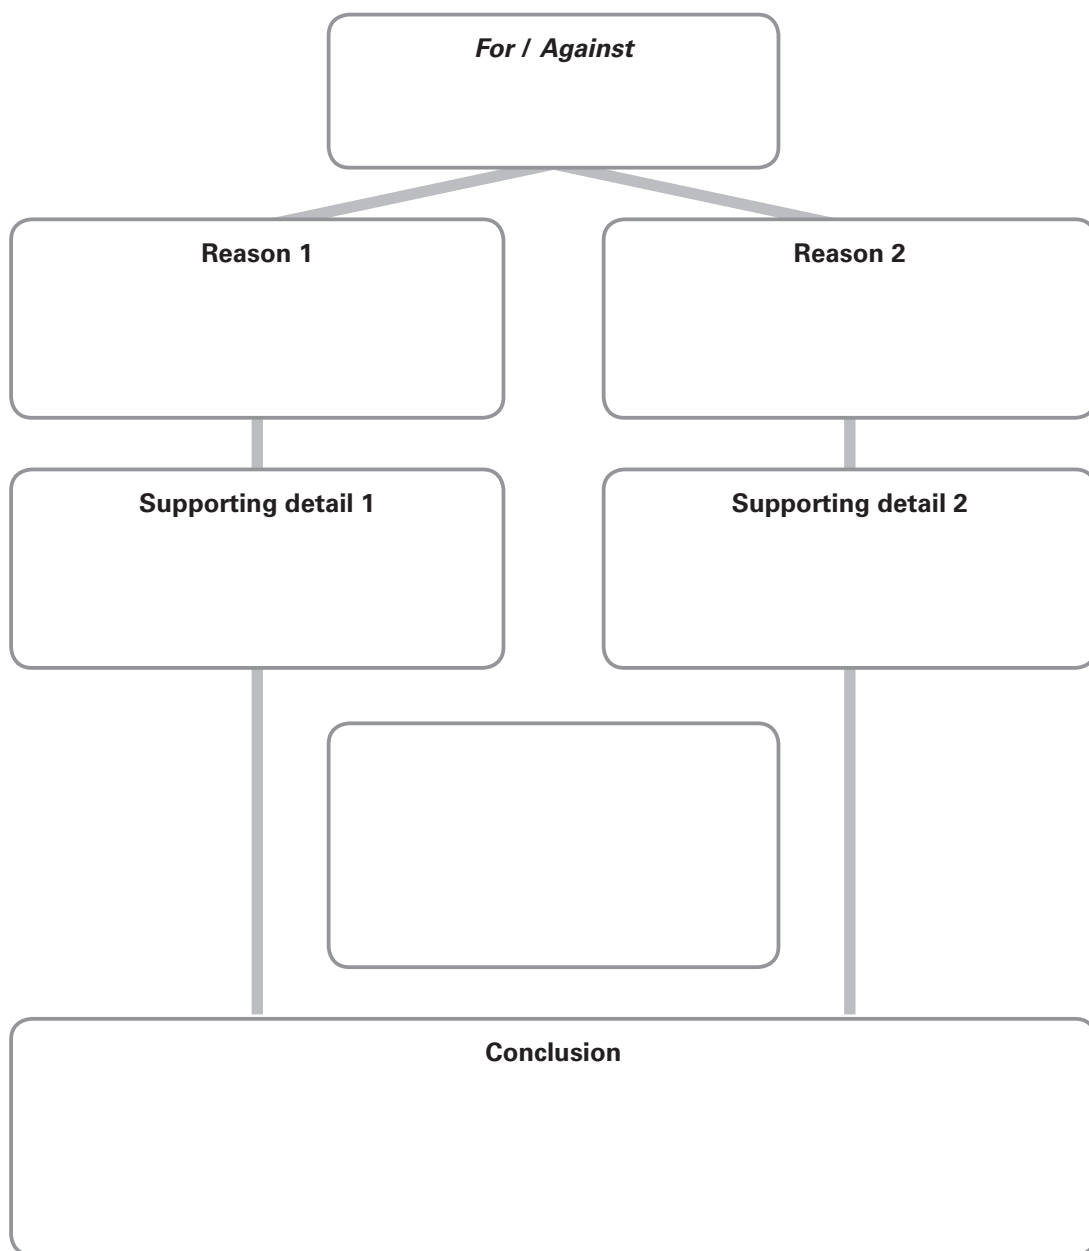 For / Against
Reason 1
Reason 2
Supporting detail 1
Supporting detail 2
Conclusion